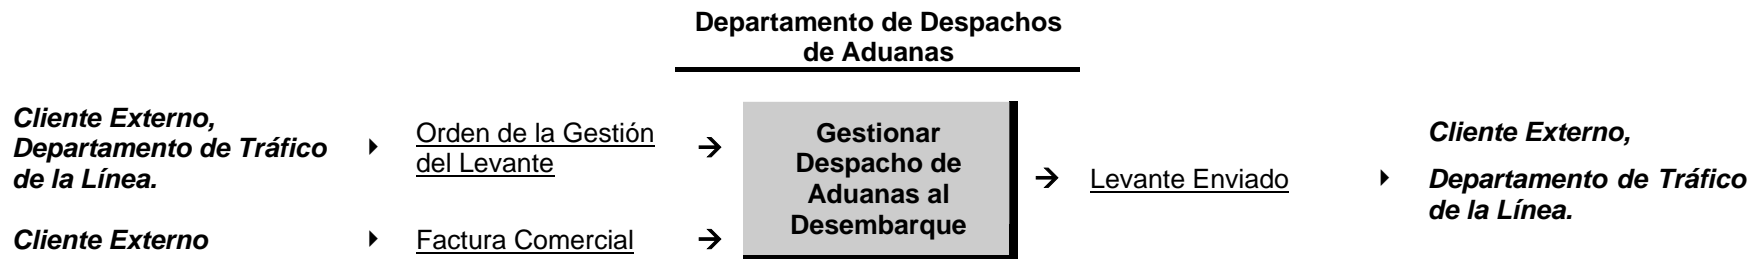 Departamento de Despachos
de Aduanas
Cliente Externo,
Departamento de Tráfico
de la Línea.
Orden de la Gestión
del Levante
Cliente Externo
Factura Comercial
Gestionar
Despacho de
Aduanas al
Desembarque
Levante Enviado
Cliente Externo,
Departamento de Tráfico
de la Línea.